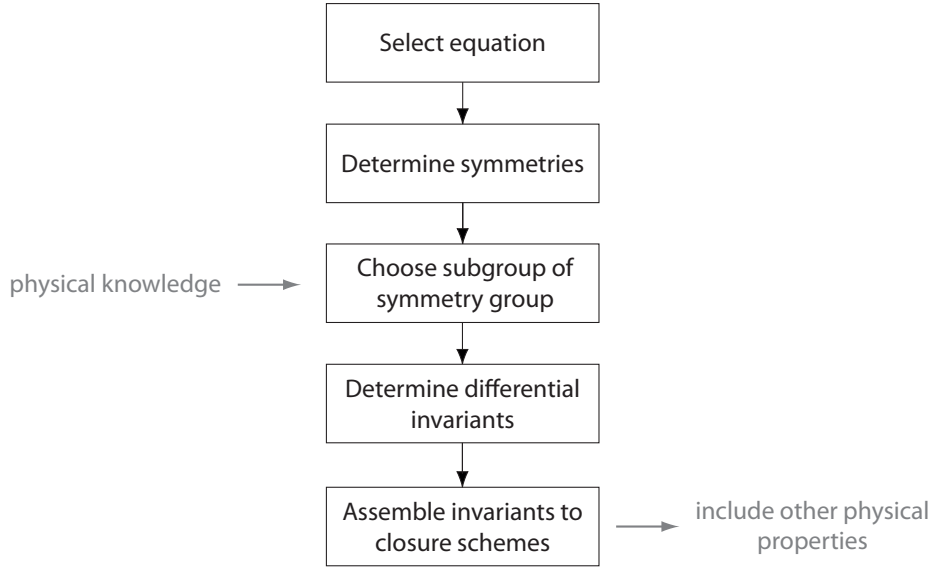 Select equation
Determine symmetries
physical knowledge
Choose subgroup of
symmetry group
Determine differential
invariants
Assemble invariants to
closure schemes
include other physical
properties